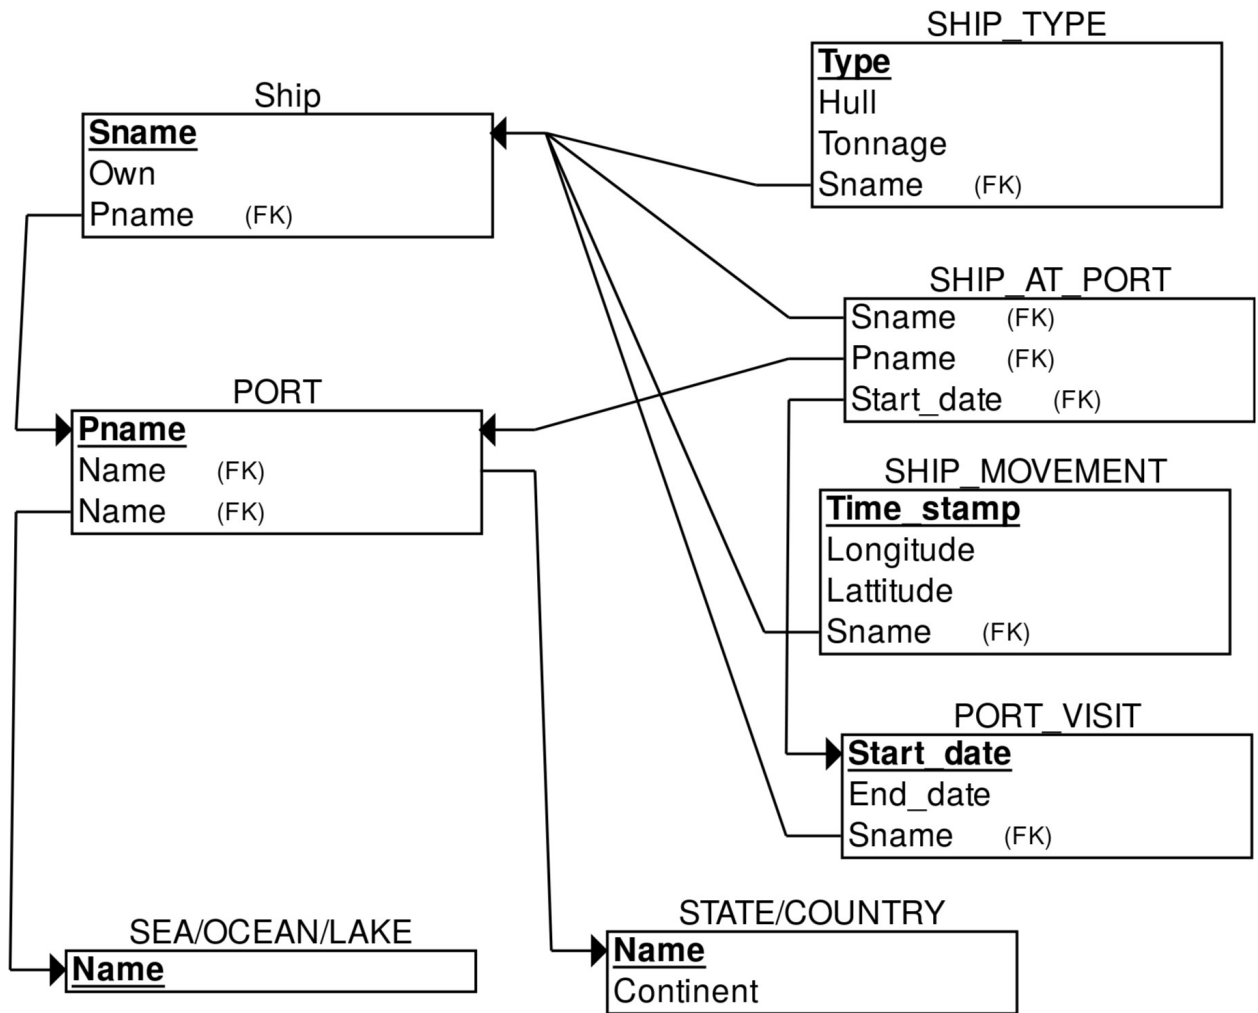 SHIP_TYPE
Type
Hull
Tonnage
Sname (FK)
Ship
Sname
Own
Pname (FK)
SHIP_AT_PORT
Sname (FK)
Pname (FK)
Start_date (FK)
PORT
Pname
Name (FK)
Name (FK)
SHIP_MOVEMENT
Time_stamp
Longitude
Lattitude
Sname (FK)
PORT_VISIT
Start_date
End_date
Sname (FK)
SEA/OCEAN/LAKE
Name
STATE/COUNTRY
Name
Continent